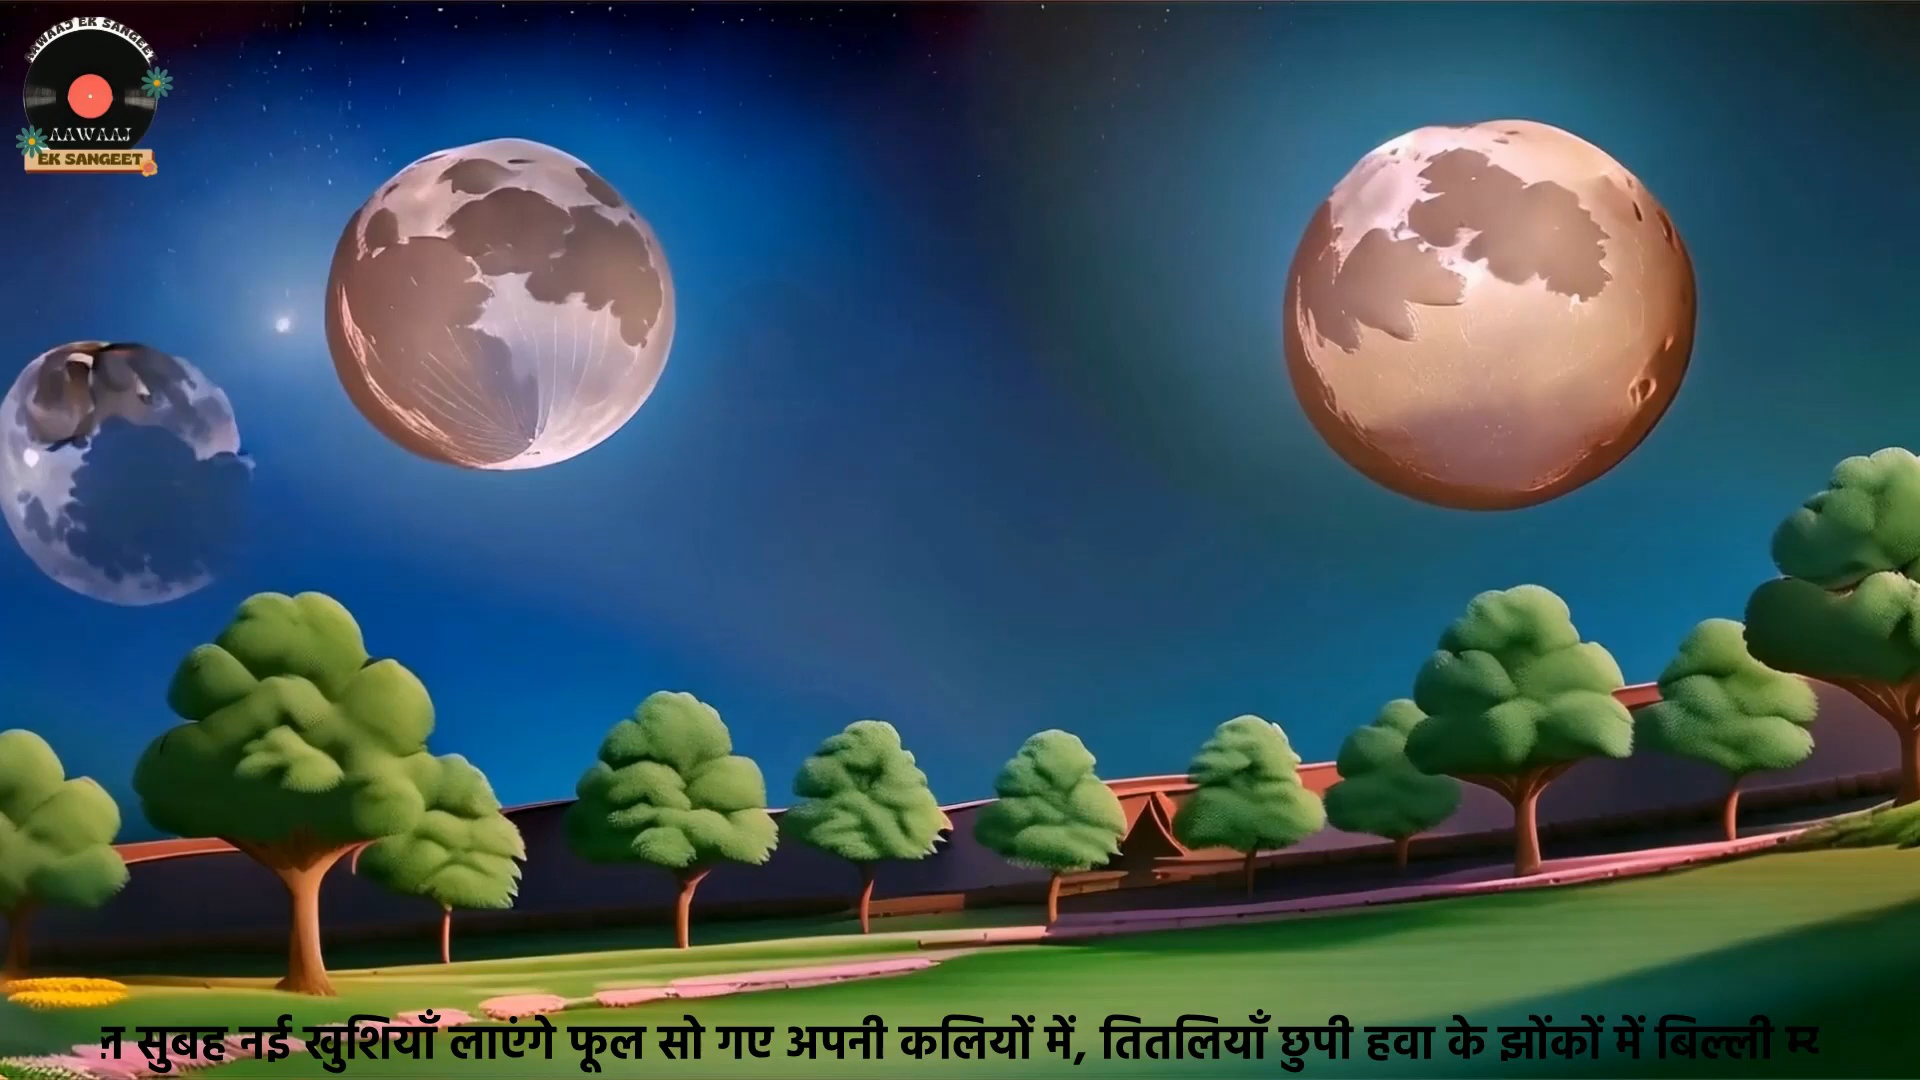 AAWAAJ EK SANGEET
AAWAAJ
EK SANGEET
सुबह नई खुशियाँ लाएंगे फूल सो गए अपनी कलियों में, तितलियाँ छुपी हवा के झोंकों में बिल्ली